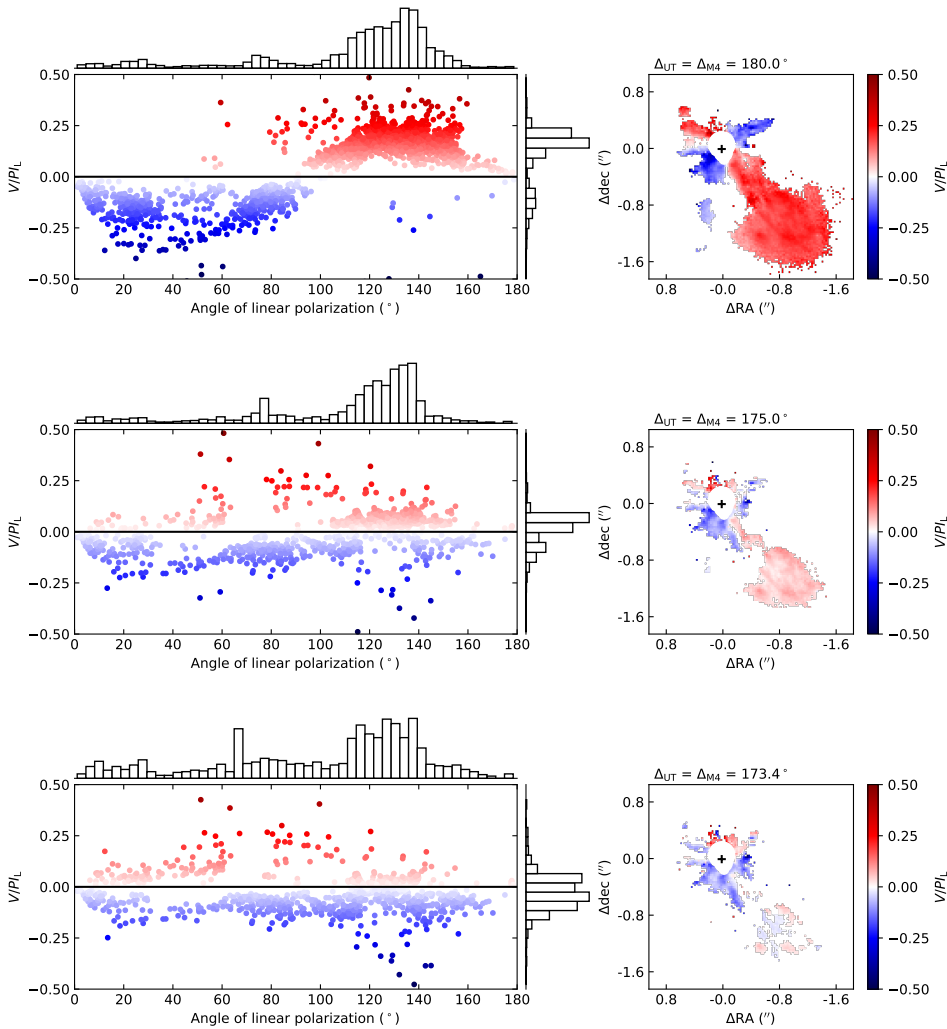 Δ_UT = Δ_M4 = 180.0°
0.50
0.25
0.00
−0.25
−0.50
V/PI_L
0 20 40 60 80 100 120 140 160 180
Angle of linear polarization (°)
0.8
0.0
-0.8
-1.6
Δdec (′′)
0.8 -0.0 -0.8 -1.6
ΔRA (′′)
0.50
0.25
0.00
−0.25
−0.50
V/PI_L
Δ_UT = Δ_M4 = 175.0°
0.50
0.25
0.00
−0.25
−0.50
V/PI_L
0 20 40 60 80 100 120 140 160 180
Angle of linear polarization (°)
0.8
0.0
-0.8
-1.6
Δdec (′′)
0.8 -0.0 -0.8 -1.6
ΔRA (′′)
0.50
0.25
0.00
−0.25
−0.50
V/PI_L
Δ_UT = Δ_M4 = 173.4°
0.50
0.25
0.00
−0.25
−0.50
V/PI_L
0 20 40 60 80 100 120 140 160 180
Angle of linear polarization (°)
0.8
0.0
-0.8
-1.6
Δdec (′′)
0.8 -0.0 -0.8 -1.6
ΔRA (′′)
0.50
0.25
0.00
−0.25
−0.50
V/PI_L